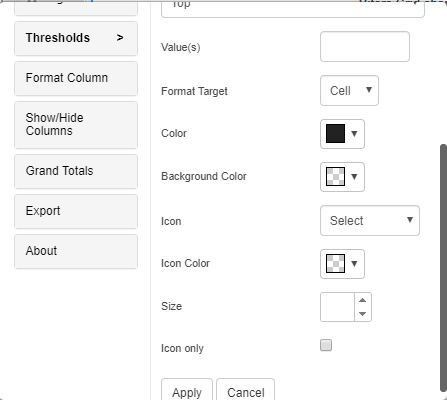 Top
Thresholds >
Value(s)
Format Column
Format Target
Cell
Show/Hide
Columns
Color
Grand Totals
Background Color
Export
Icon
Select
About
Icon Color
Size
Icon only
Apply
Cancel